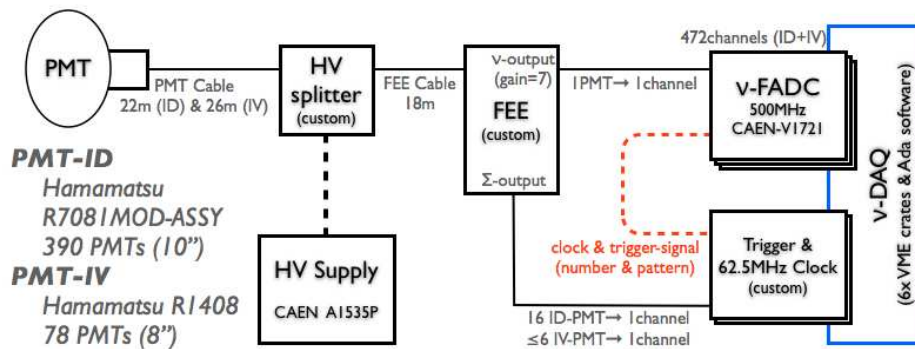 PMT
PMT Cable
22m (ID) & 26m (IV)
HV
splitter
(custom)
FEE Cable
18m
ν-output
(gain=7)
FEE
(custom)
Σ-output
1PMT→ 1channel
472channels (ID+IV)
ν-FADC
500MHz
CAEN-V1721
PMT-ID
Hamamatsu
R7081MOD-ASSY
390 PMTs (10")
PMT-IV
Hamamatsu R1408
78 PMTs (8")
HV Supply
CAEN A1535P
clock & trigger-signal
(number & pattern)
Trigger &
62.5MHz Clock
(custom)
16 ID-PMT→ 1channel
≤6 IV-PMT→ 1channel
ν-DAQ
(6x VME crates & Ada software)